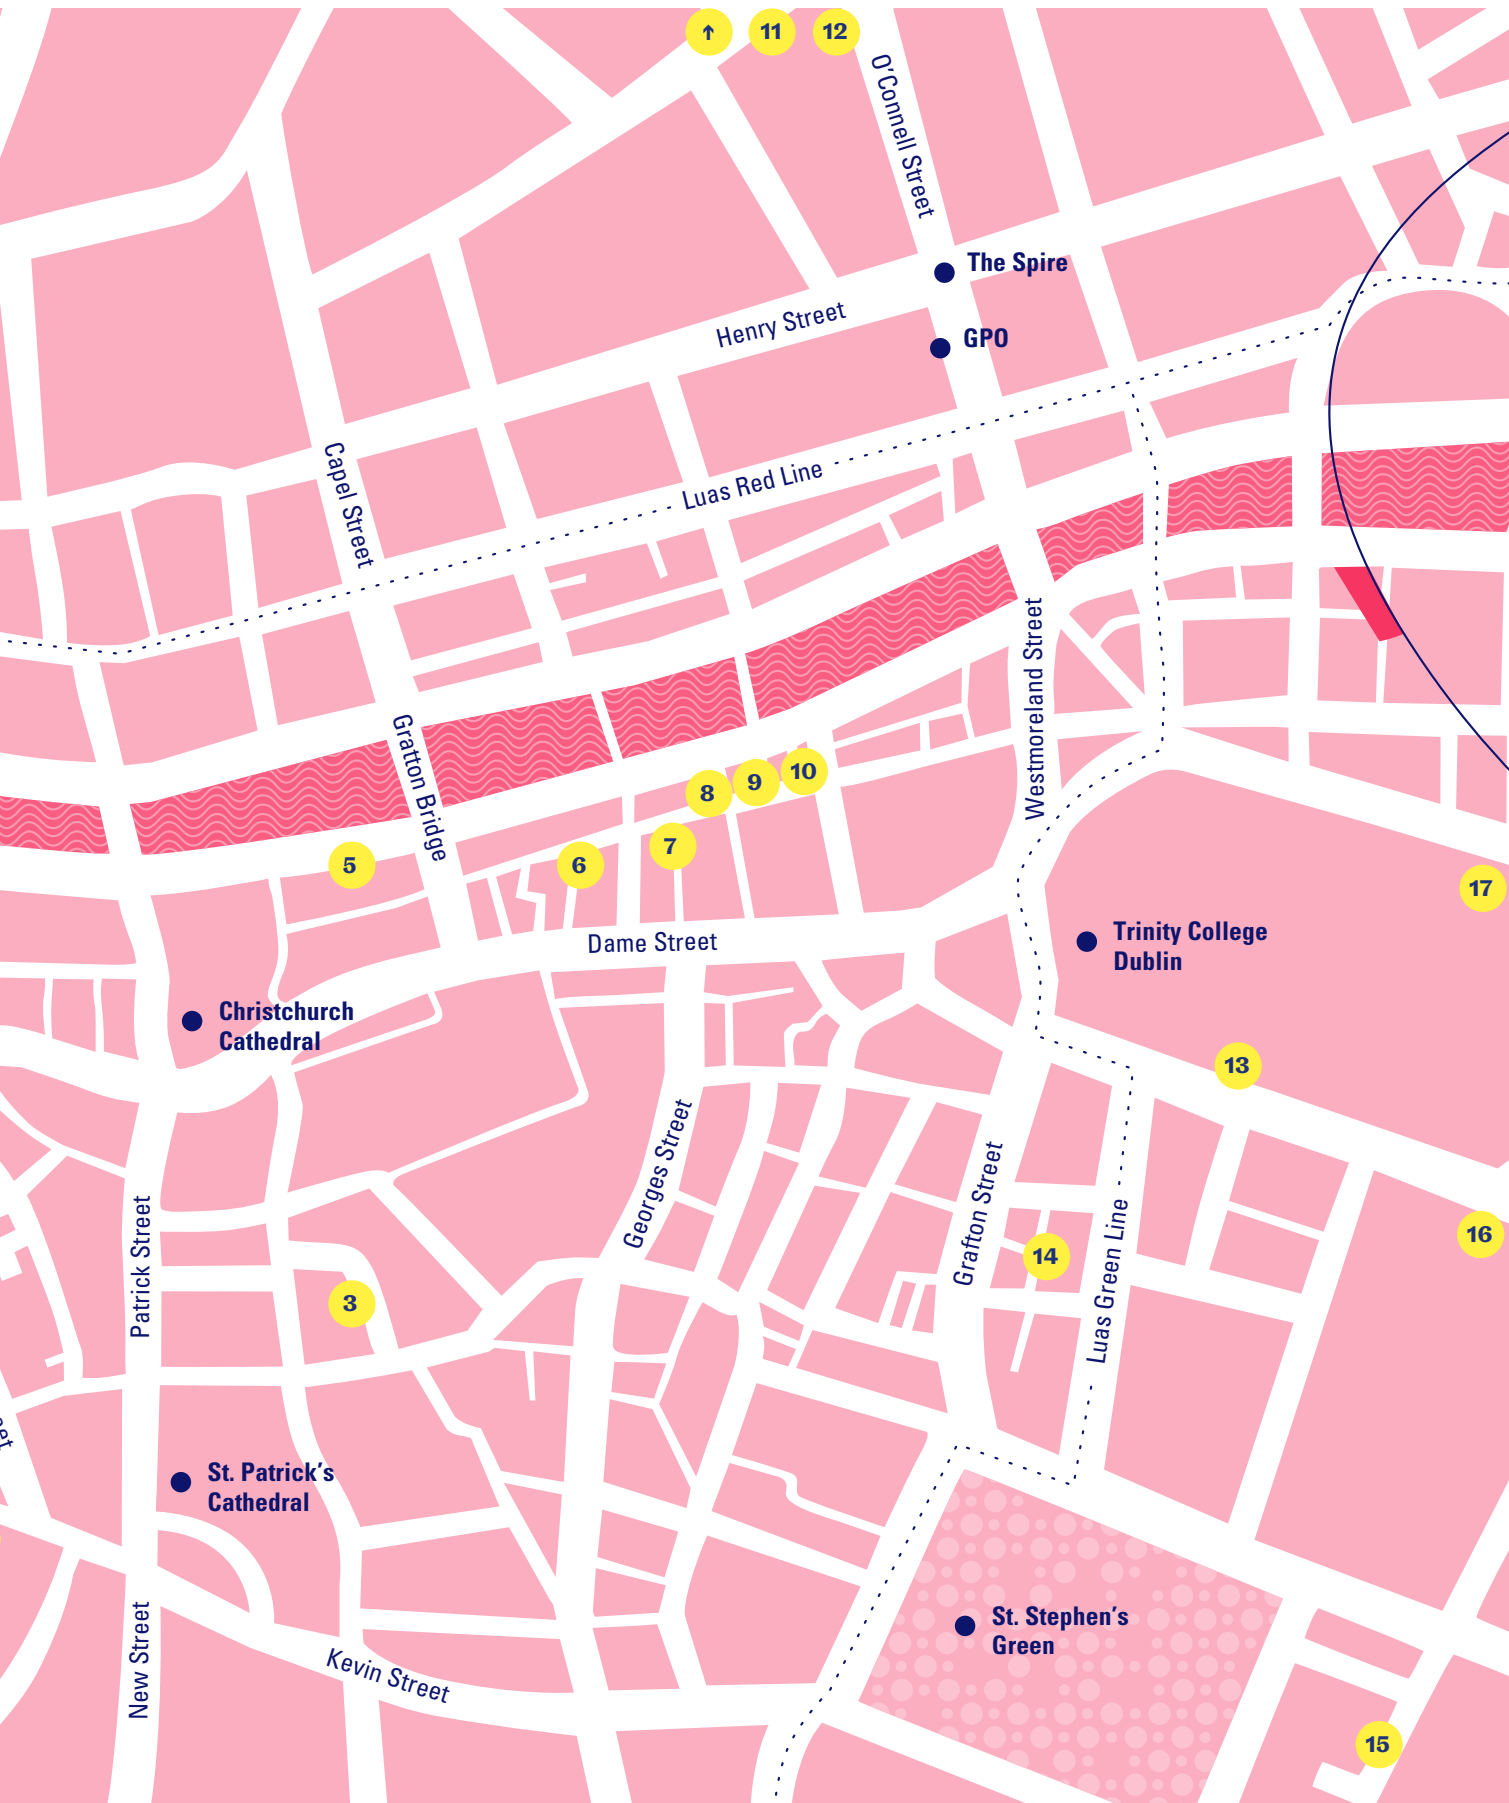 ↑
11
12
O'Connell Street
The Spire
Henry Street
GPO
Capel Street
Luas Red Line
Westmoreland Street
Gratton Bridge
10
9
8
7
6
5
17
Trinity College
Dublin
Dame Street
Christchurch
Cathedral
13
Georges Street
Grafton Street
Patrick Street
Luas Green Line
16
14
3
St. Patrick's
Cathedral
St. Stephen's
Green
New Street
Kevin Street
15